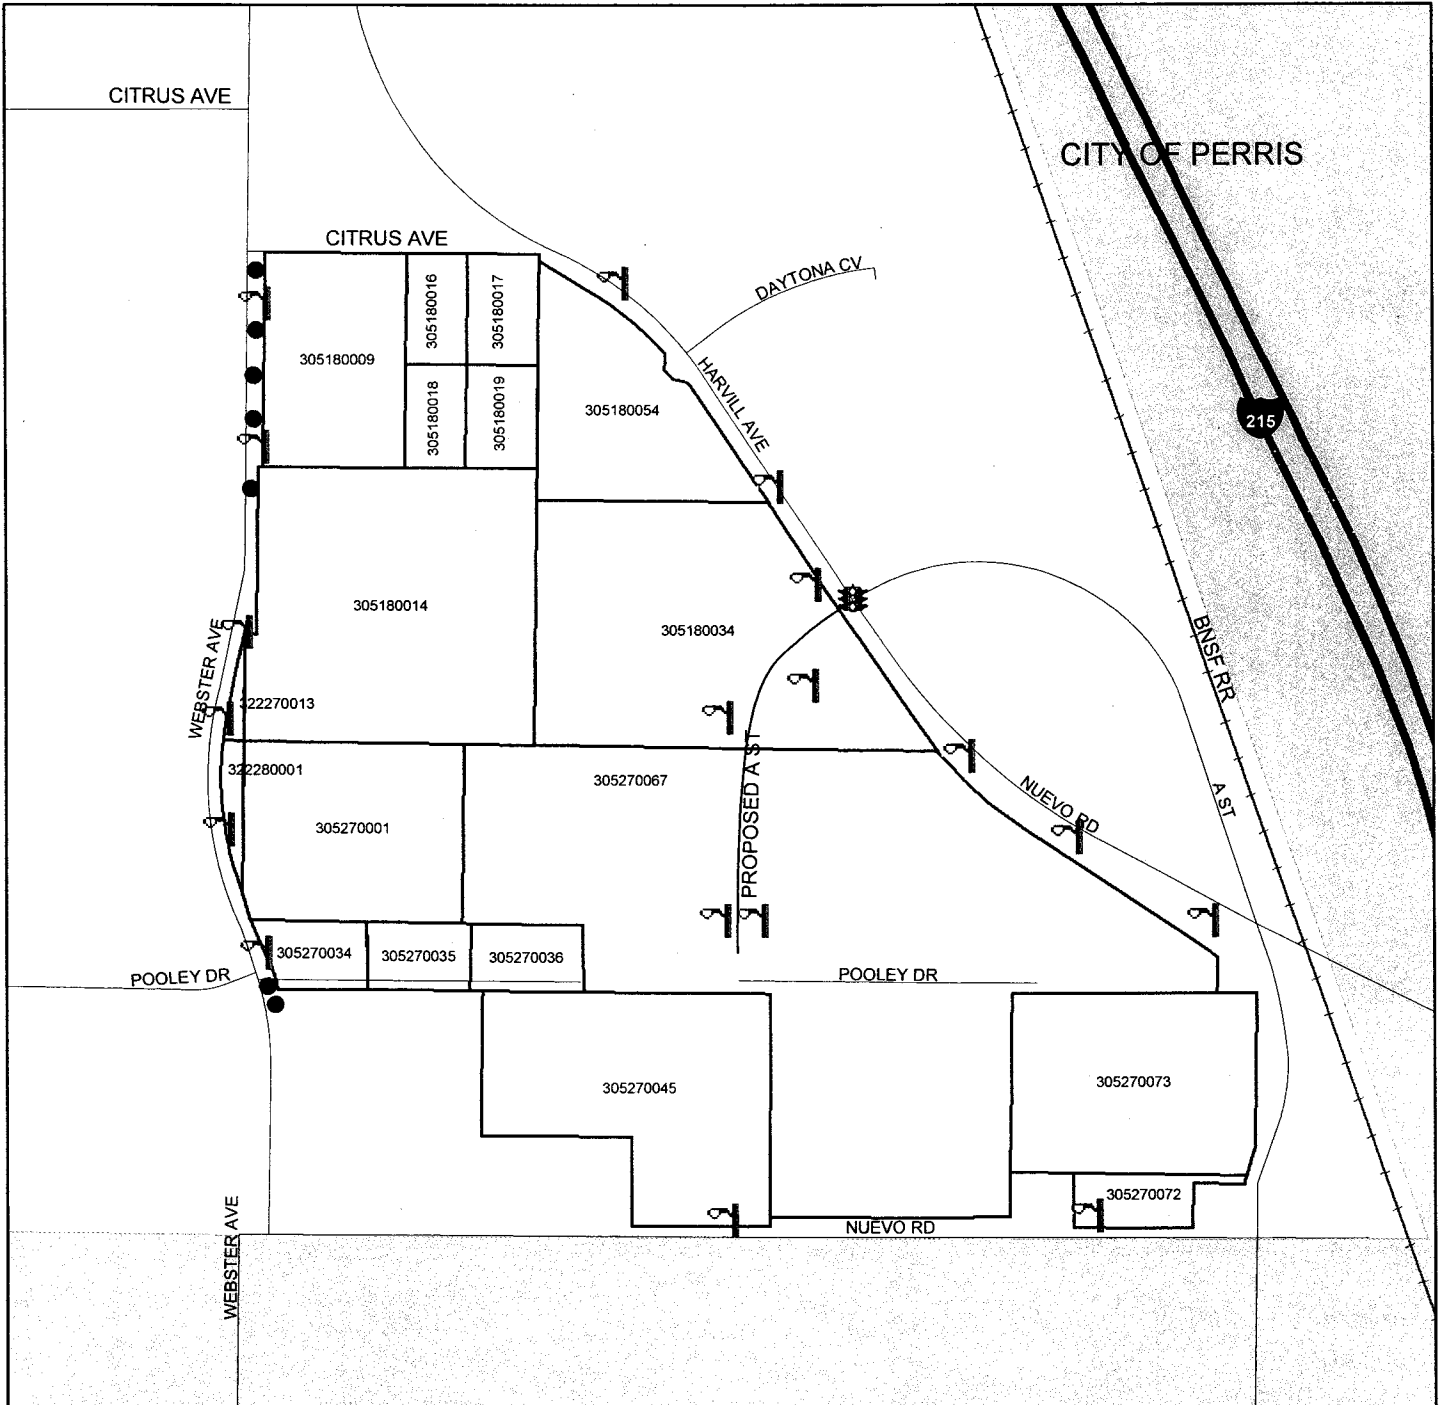 CITRUS AVE
CITY OF PERRIS
CITRUS AVE
DAYTONA CV
305180009
305180016
305180017
305180018
305180019
305180054
HARVILL AVE
215
305180014
305180034
BNSF RR
WEBSTER AVE
322270013
322280001
305270067
PROPOSED A ST
NUEVO RD
A ST
305270001
305270034
305270035
305270036
POOLEY DR
POOLEY DR
305270045
305270073
305270072
NUEVO RD
WEBSTER AVE